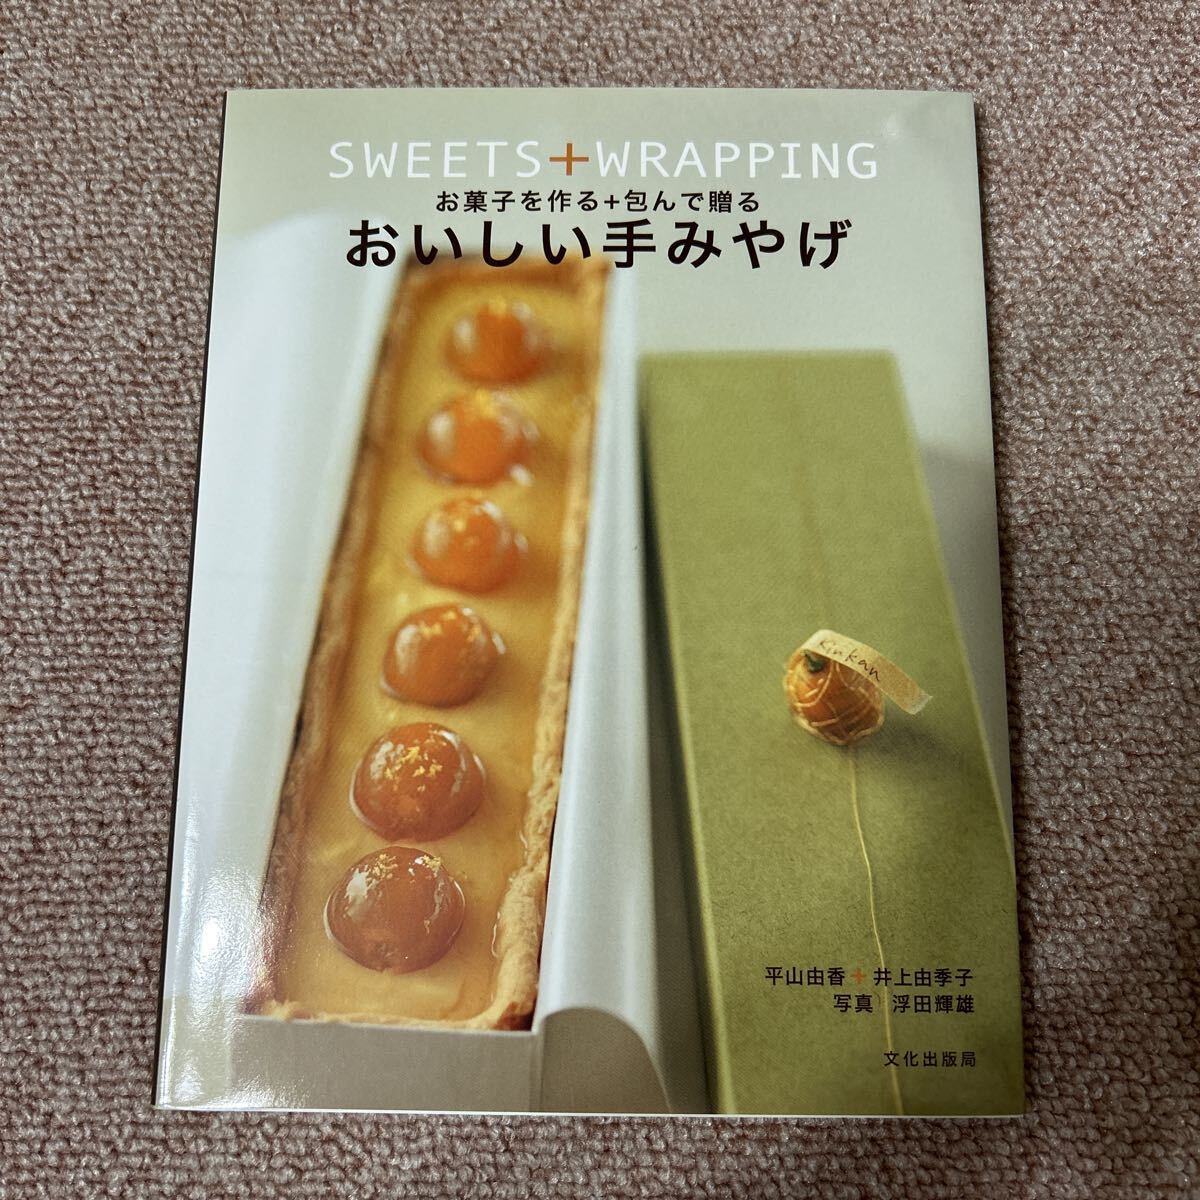 SWEETS+WRAPPING
お菓子を作る+包んで贈る
おいしい手みやげ
kinkan
平山由香+井上由季子
写真 浮田輝雄
文化出版局